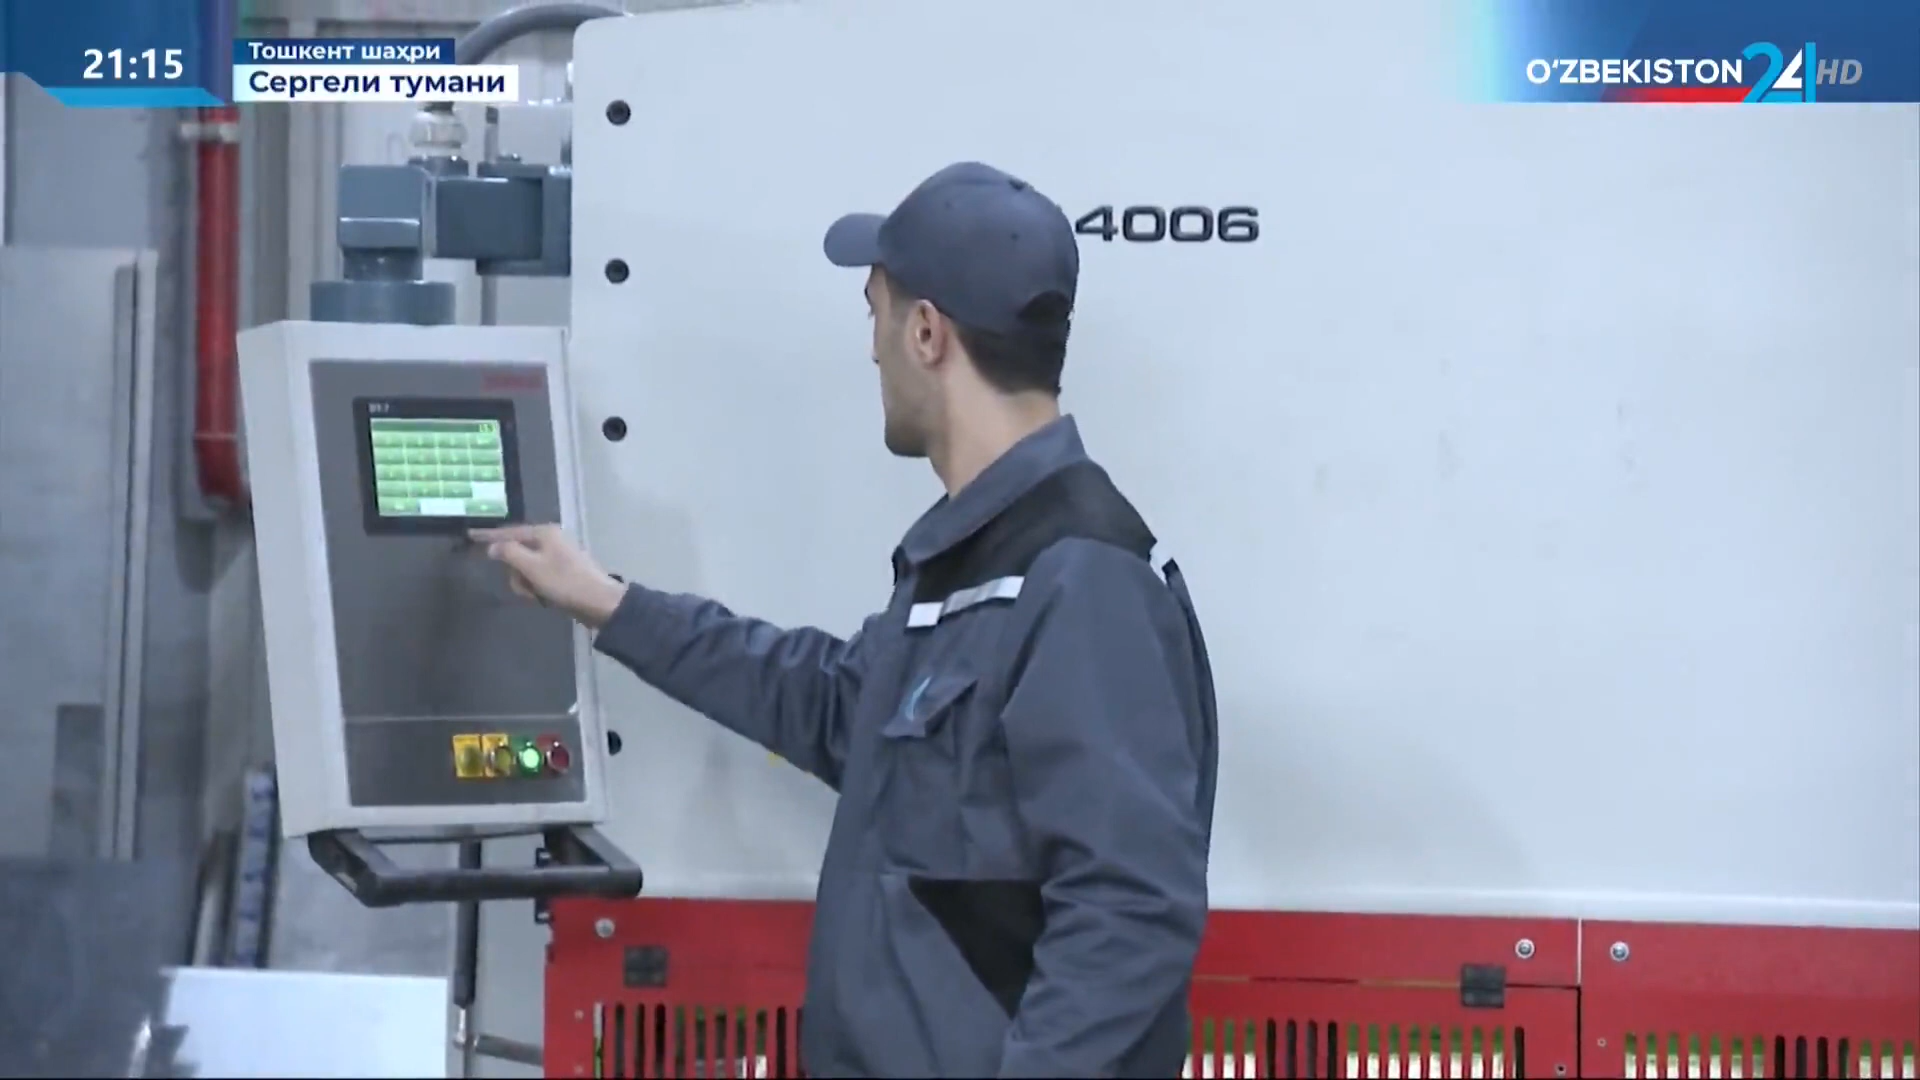 21:15
Тошкент шаҳри
Сергели тумани
O‘ZBEKISTON 24 HD
4006